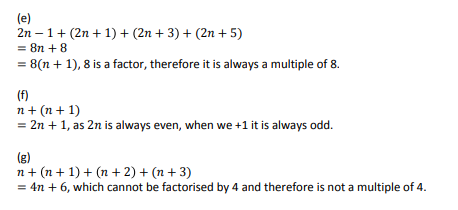 (e)
2n − 1 + (2n + 1) + (2n + 3) + (2n + 5)
= 8n + 8
= 8(n + 1), 8 is a factor, therefore it is always a multiple of 8.
(f)
n + (n + 1)
= 2n + 1, as 2n is always even, when we +1 it is always odd.
(g)
n + (n + 1) + (n + 2) + (n + 3)
= 4n + 6, which cannot be factorised by 4 and therefore is not a multiple of 4.